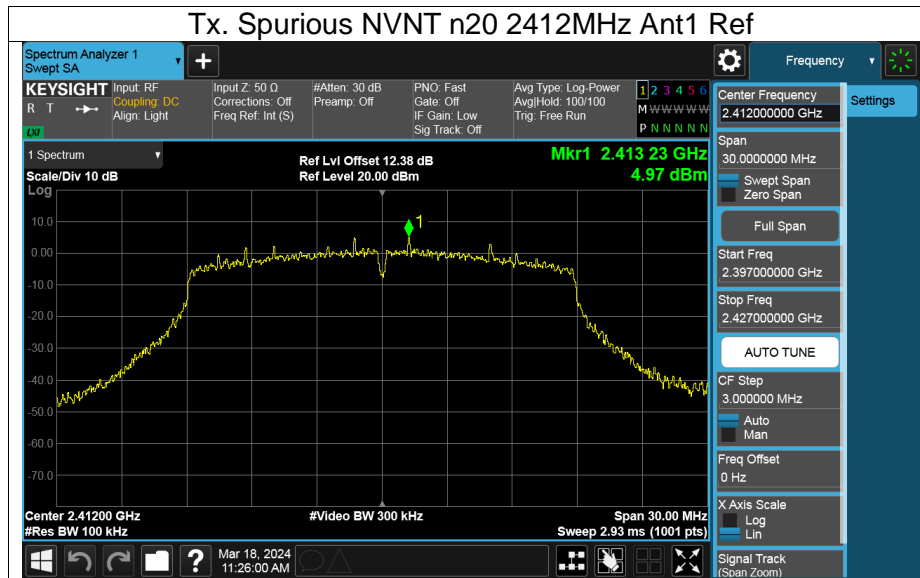 Tx. Spurious NVNT n20 2412MHz Ant1 Ref
Spectrum Analyzer 1
Swept SA
+
Frequency
KEYSIGHT
R T
LXI
Input: RF
Coupling: DC
Align: Light
Input Z: 50 Ω
Corrections: Off
Freq Ref: Int (S)
#Atten: 30 dB
Preamp: Off
PNO: Fast
Gate: Off
IF Gain: Low
Sig Track: Off
Avg Type: Log-Power
Avg|Hold: 100/100
Trig: Free Run
1 2 3 4 5 6
M W W W W W
P N N N N N
1 Spectrum
Scale/Div 10 dB
Log
Ref Lvl Offset 12.38 dB
Ref Level 20.00 dBm
Mkr1 2.413 23 GHz
4.97 dBm
1
10.0
0.00
-10.0
-20.0
-30.0
-40.0
-50.0
-60.0
-70.0
Center 2.41200 GHz
#Res BW 100 kHz
#Video BW 300 kHz
Span 30.00 MHz
Sweep 2.93 ms (1001 pts)
Center Frequency
2.412000000 GHz
Settings
Span
30.0000000 MHz
Swept Span
Zero Span
Full Span
Start Freq
2.397000000 GHz
Stop Freq
2.427000000 GHz
AUTO TUNE
CF Step
3.000000 MHz
Auto
Man
Freq Offset
0 Hz
X Axis Scale
Log
Lin
Signal Track
(Span Zoom)
?
Mar 18, 2024
11:26:00 AM